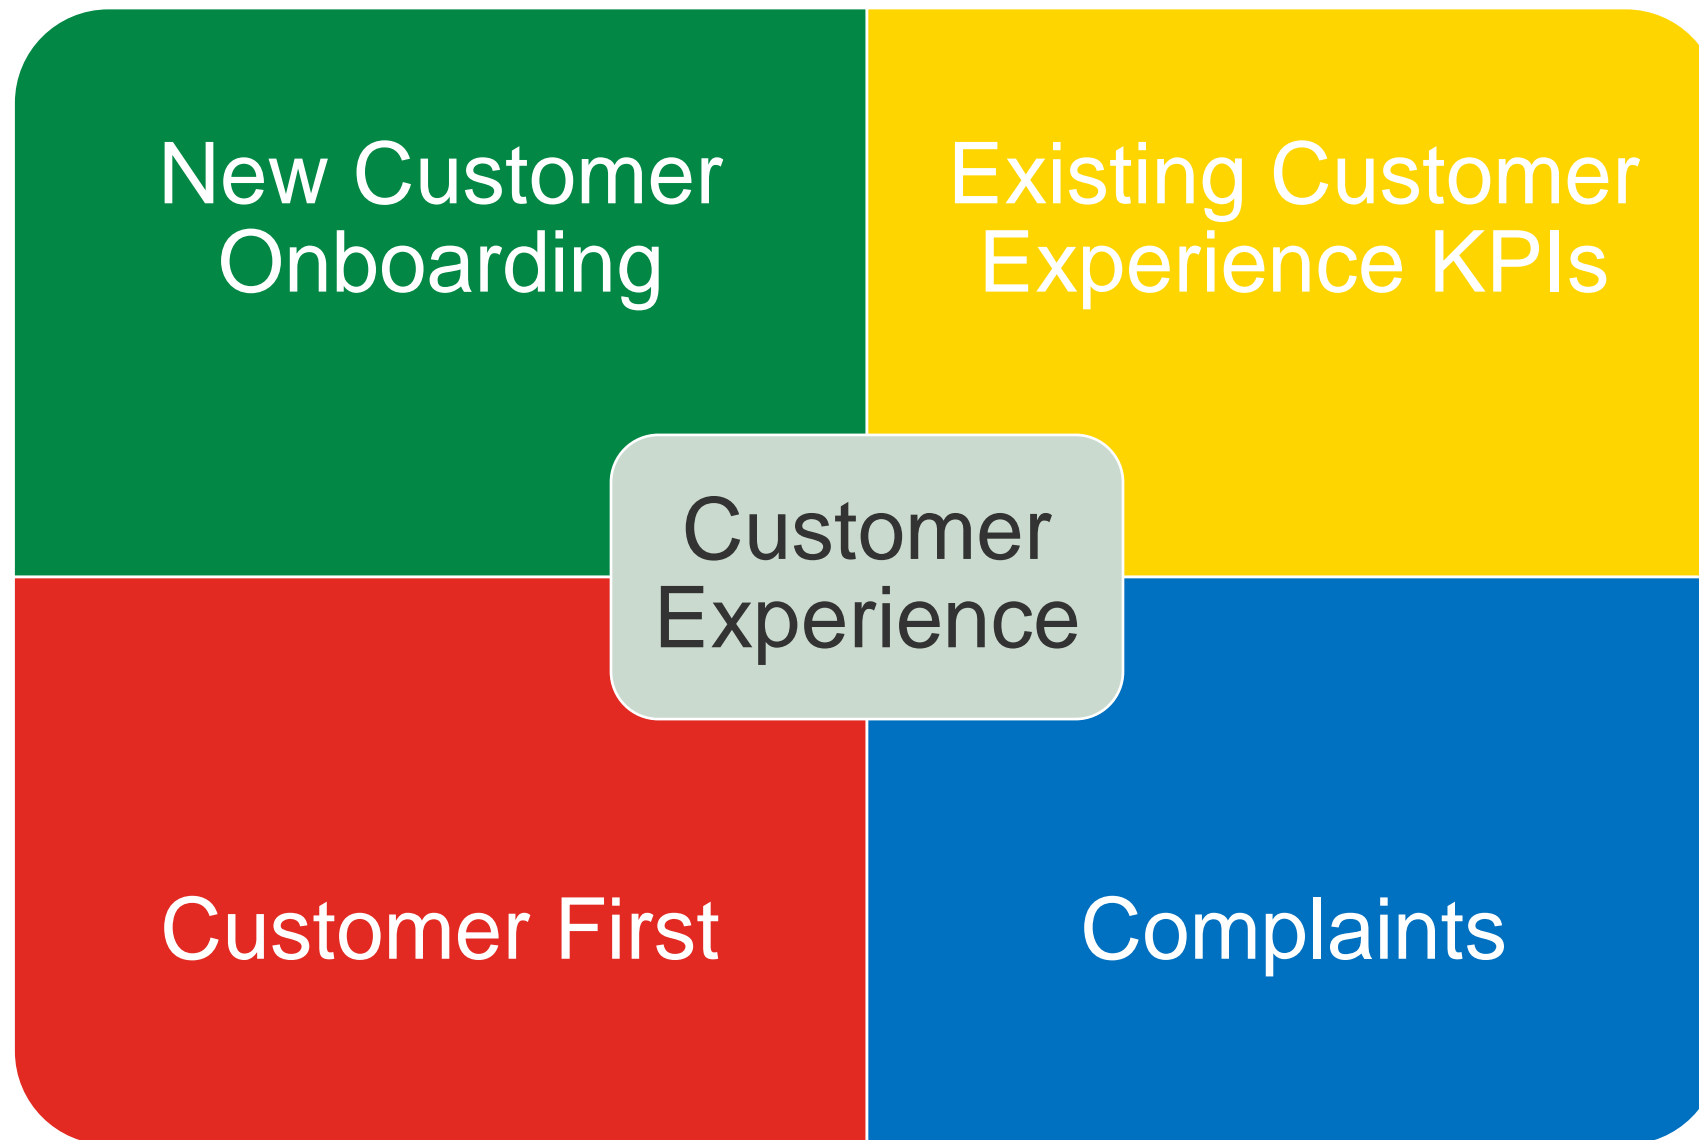 New Customer
Onboarding
Existing Customer
Experience KPIs
Customer
Experience
Customer First
Complaints